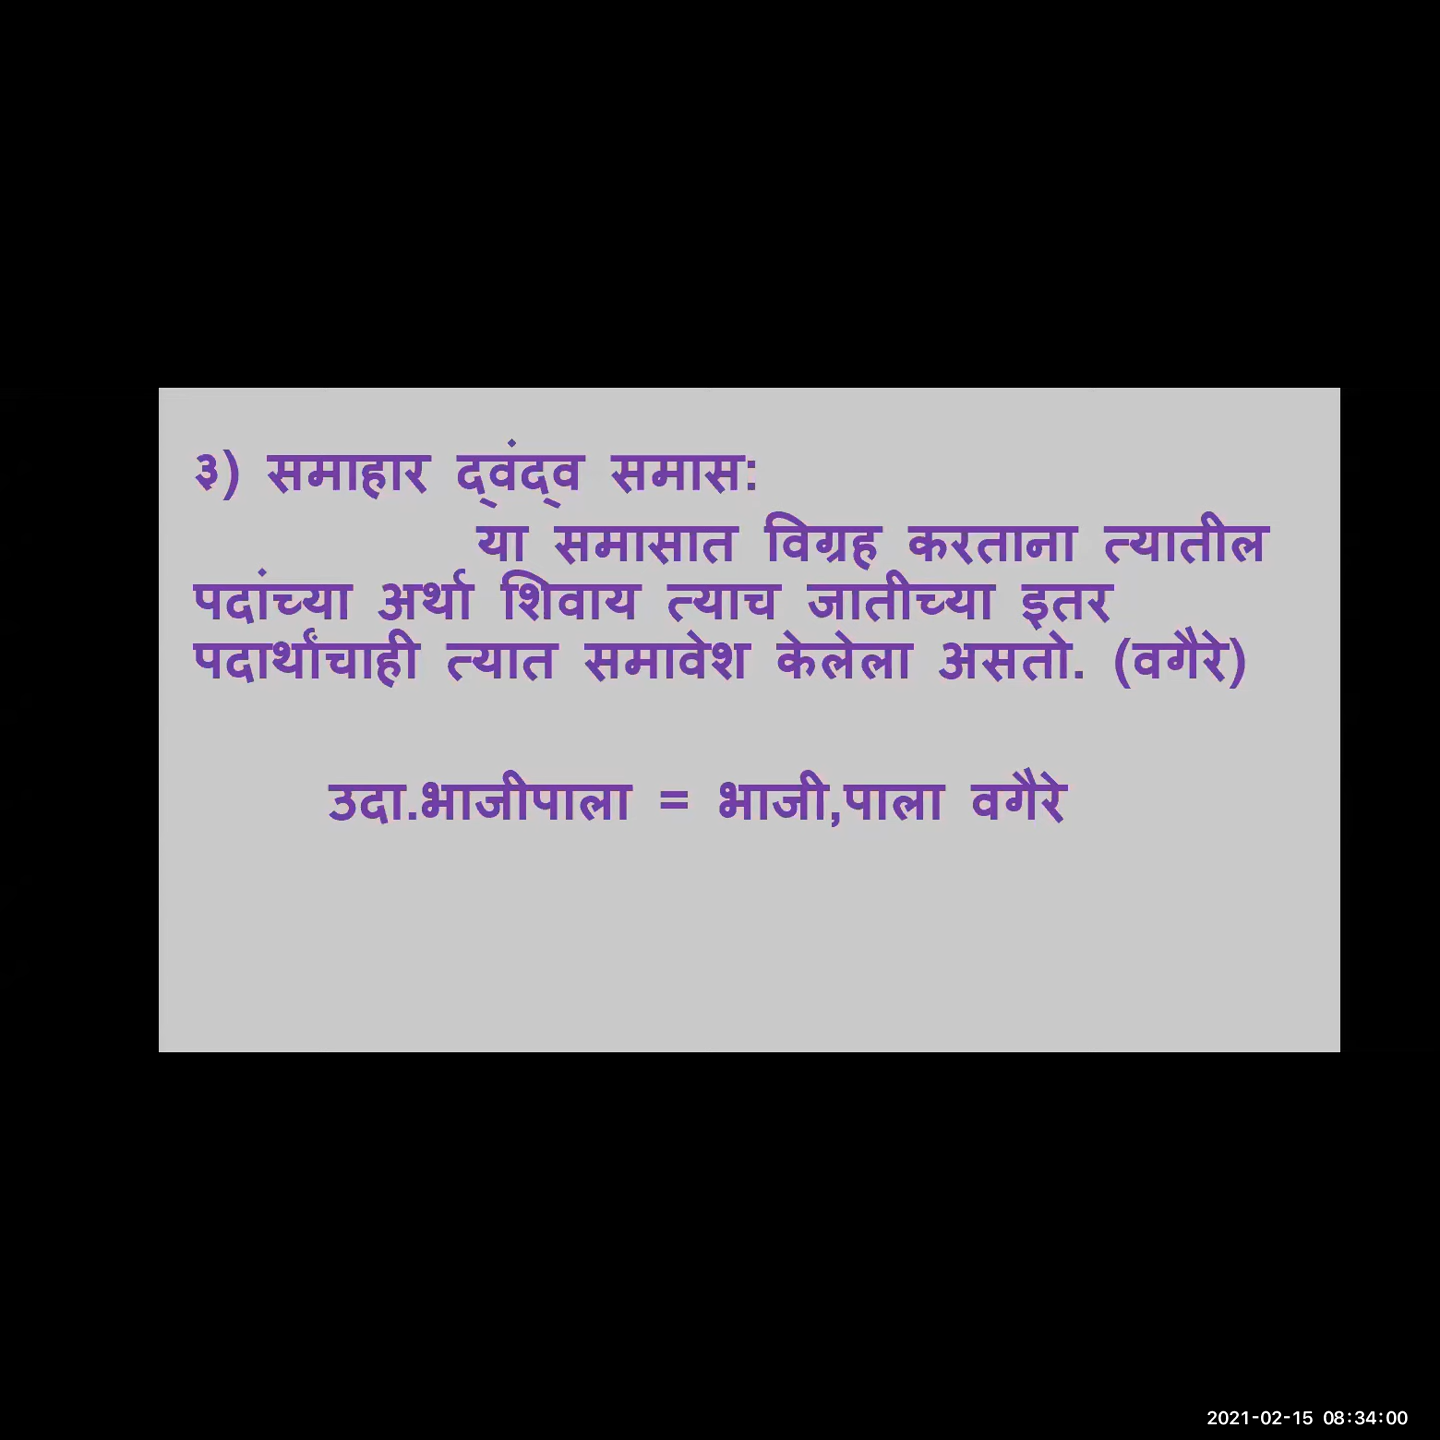 ३) समाहार द्वंद्व समास:
या समासात विग्रह करताना त्यातील
पदांच्या अर्था शिवाय त्याच जातीच्या इतर
पदार्थांचाही त्यात समावेश केलेला असतो. (वगैरे)
उदा.भाजीपाला = भाजी,पाला वगैरे
2021-02-15 08:34:00